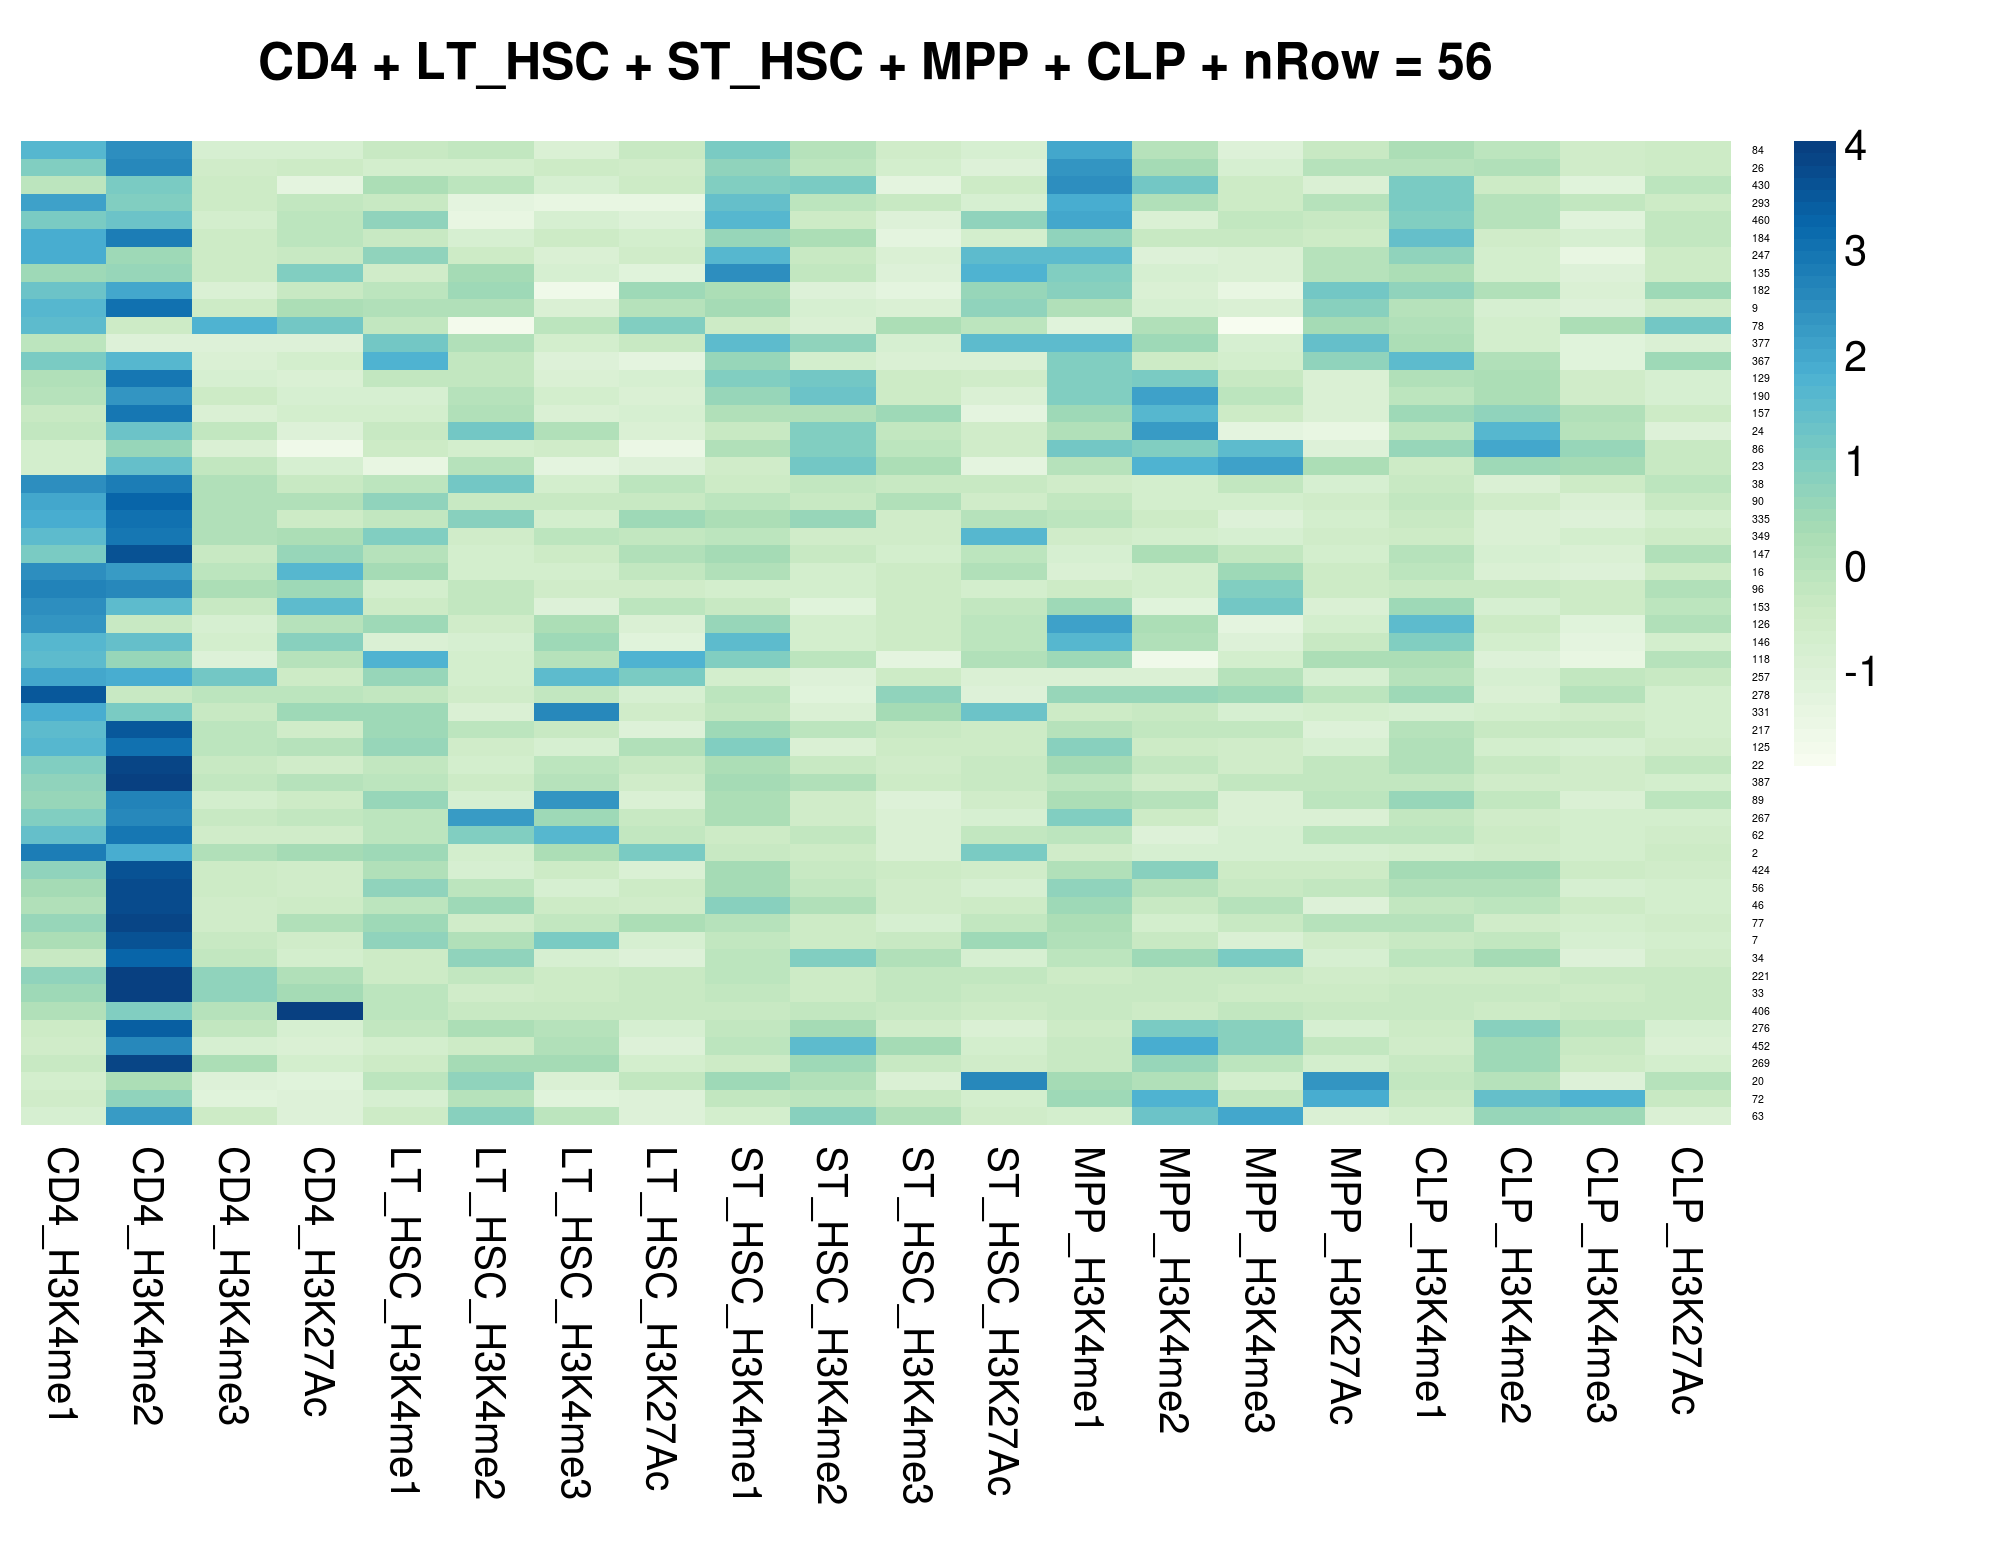 CD4 + LT_HSC + ST_HSC + MPP + CLP + nRow = 56
84
26
430
293
460
184
247
135
182
9
78
377
367
129
190
157
24
86
23
38
90
335
349
147
16
96
153
126
146
118
257
278
331
217
125
22
387
89
267
62
2
424
56
46
77
7
34
221
33
406
276
452
269
20
72
63
4
3
2
1
0
-1
CD4_H3K4me1
CD4_H3K4me2
CD4_H3K4me3
CD4_H3K27Ac
LT_HSC_H3K4me1
LT_HSC_H3K4me2
LT_HSC_H3K4me3
LT_HSC_H3K27Ac
ST_HSC_H3K4me1
ST_HSC_H3K4me2
ST_HSC_H3K4me3
ST_HSC_H3K27Ac
MPP_H3K4me1
MPP_H3K4me2
MPP_H3K4me3
MPP_H3K27Ac
CLP_H3K4me1
CLP_H3K4me2
CLP_H3K4me3
CLP_H3K27Ac